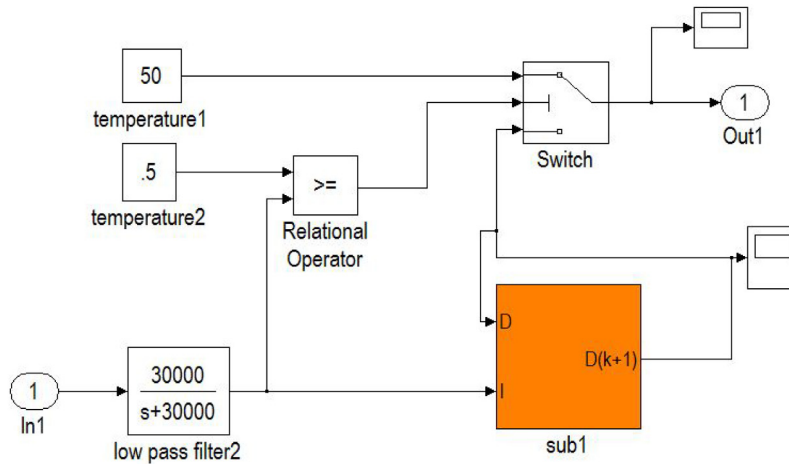 50
temperature1
.5
temperature2
>=
Relational
Operator
Switch
1
Out1
1
In1
30000
s+30000
low pass filter2
D
I
D(k+1)
sub1